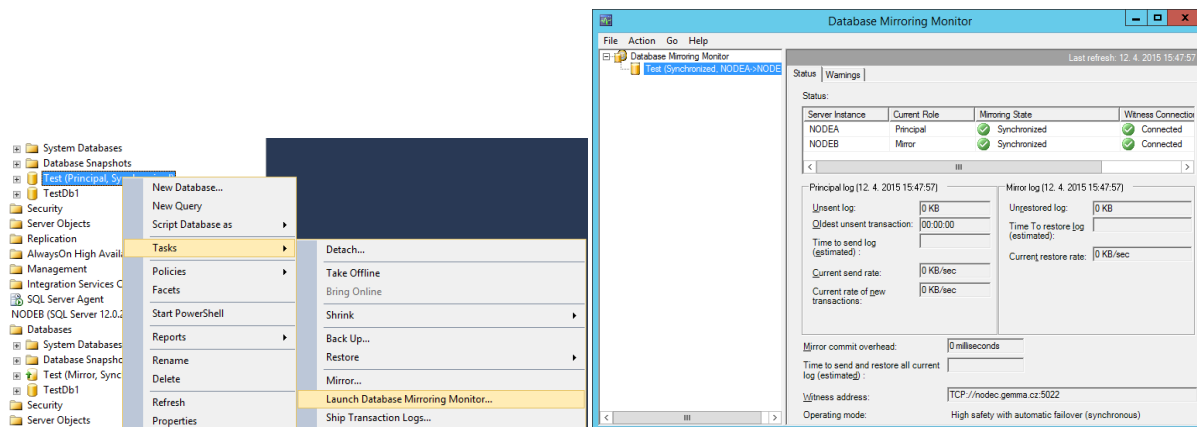 System Databases
Database Snapshots
Test (Principal, Synchronized)
TestDb1
Security
Server Objects
Replication
AlwaysOn High Avail
Management
Integration Services C
SQL Server Agent
NODEB (SQL Server 12.0.2
Databases
System Databases
Database Snapsho
Test (Mirror, Sync
TestDb1
Security
Server Objects
New Database...
New Query
Script Database as
Tasks
Policies
Facets
Start PowerShell
Reports
Rename
Delete
Refresh
Properties
Detach...
Take Offline
Bring Online
Shrink
Back Up...
Restore
Mirror...
Launch Database Mirroring Monitor...
Ship Transaction Logs...
Database Mirroring Monitor
File Action Go Help
Database Mirroring Monitor
Test (Synchronized, NODEA->NODE
Last refresh: 12. 4. 2015 15:47:57
Status Warnings
Status:
Server Instance Current Role Mirroring State Witness Connection
NODEA Principal Synchronized Connected
NODEB Mirror Synchronized Connected
Principal log (12. 4. 2015 15:47:57)
Unsent log: 0 KB
Oldest unsent transaction: 00:00:00
Time to send log
(estimated) :
Current send rate: 0 KB/sec
Current rate of new
transactions: 0 KB/sec
Mirror log (12. 4. 2015 15:47:57)
Unrestored log: 0 KB
Time To restore log
(estimated):
Current restore rate: 0 KB/sec
Mirror commit overhead: 0 milliseconds
Time to send and restore all current
log (estimated) :
Witness address: TCP://nodec.gemma.cz:5022
Operating mode: High safety with automatic failover (synchronous)